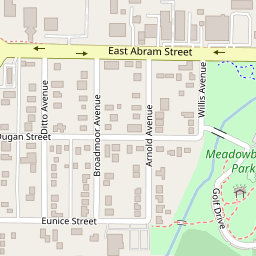 East Abram Street
Ditto Avenue
Broadmoor Avenue
Arnold Avenue
Willis Avenue
Dugan Street
Meadowb
Park
Golf Drive
Eunice Street